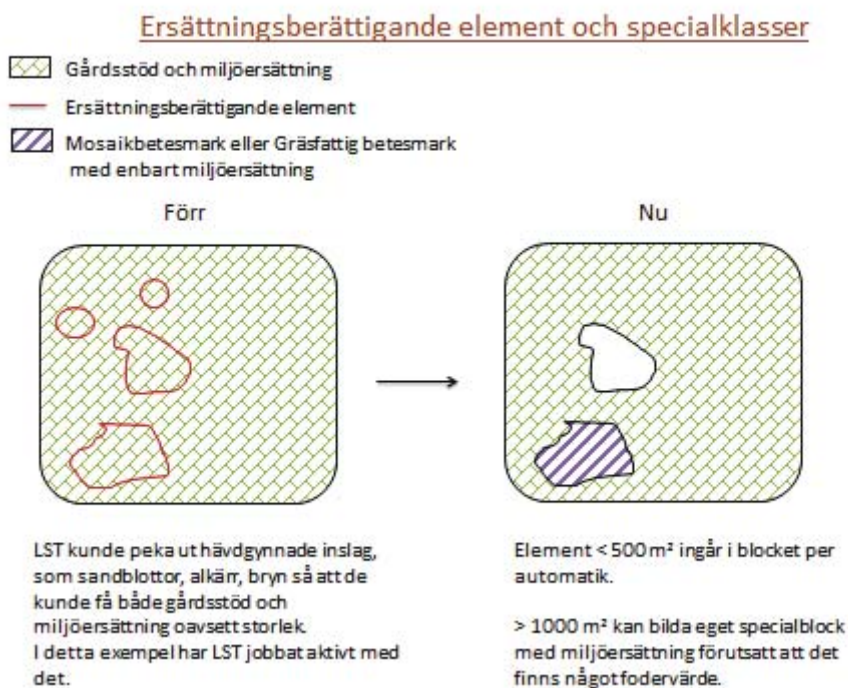 Ersättningsberättigande element och specialklasser
Gårdsstöd och miljöersättning
Ersättningsberättigande element
Mosaikbetesmark eller Gräsfattig betesmark
med enbart miljöersättning
Förr
Nu
LST kunde peka ut hävdgynnade inslag,
som sandblottor, alkärr, bryn så att de
kunde få både gårdsstöd och
miljöersättning oavsett storlek.
I detta exempel har LST jobbat aktivt med
det.
Element < 500 m² ingår i blocket per
automatik.
> 1000 m² kan bilda eget specialblock
med miljöersättning förutsatt att det
finns något fodervärde.